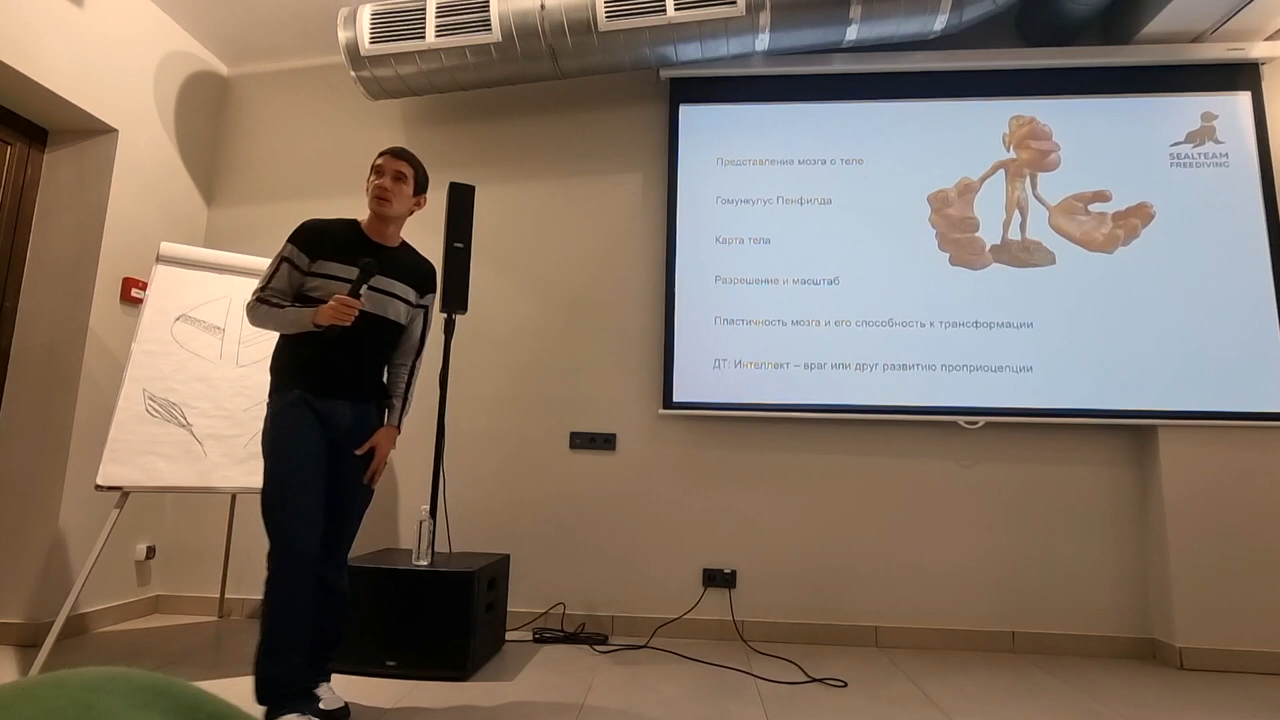 Представление мозга о теле
Гомункулус Пенфилда
Карта тела
Разрешение и масштаб
Пластичность мозга и его способность к трансформации
ДТ: Интеллект – враг или друг развитию проприоцепции
SEALTEAM
FREEDIVING